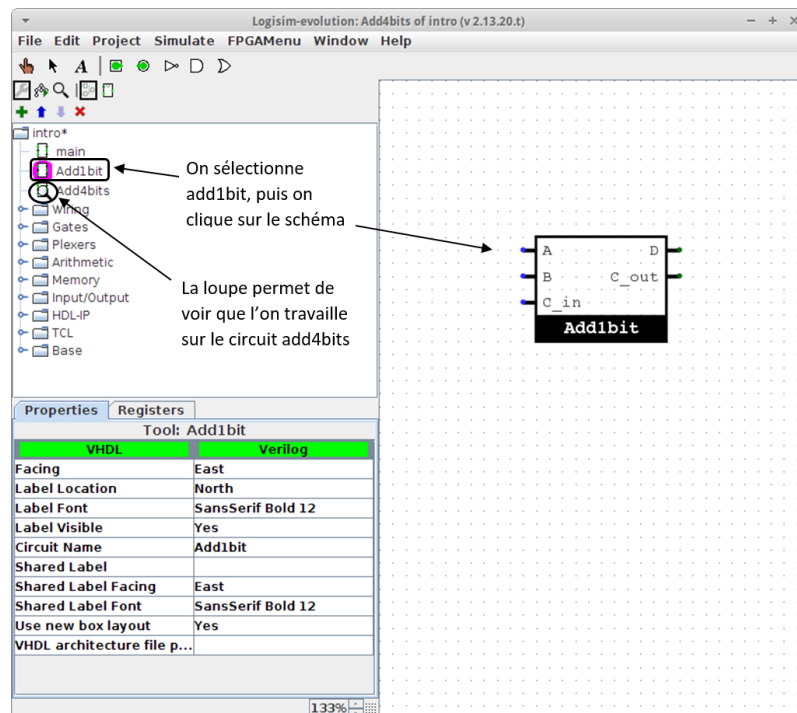 Logisim-evolution: Add4bits of intro (v 2.13.20.t)
File Edit Project Simulate FPGAMenu Window Help
A
intro*
main
Add1bit
Add4bits
Wiring
Gates
Plexers
Arithmetic
Memory
Input/Output
HDL-IP
TCL
Base
On sélectionne
add1bit, puis on
clique sur le schéma
La loupe permet de
voir que l'on travaille
sur le circuit add4bits
A D
B C_out
C_in
Add1bit
Properties Registers
Tool: Add1bit
VHDL Verilog
Facing East
Label Location North
Label Font SansSerif Bold 12
Label Visible Yes
Circuit Name Add1bit
Shared Label
Shared Label Facing East
Shared Label Font SansSerif Bold 12
Use new box layout Yes
VHDL architecture file p...
133%